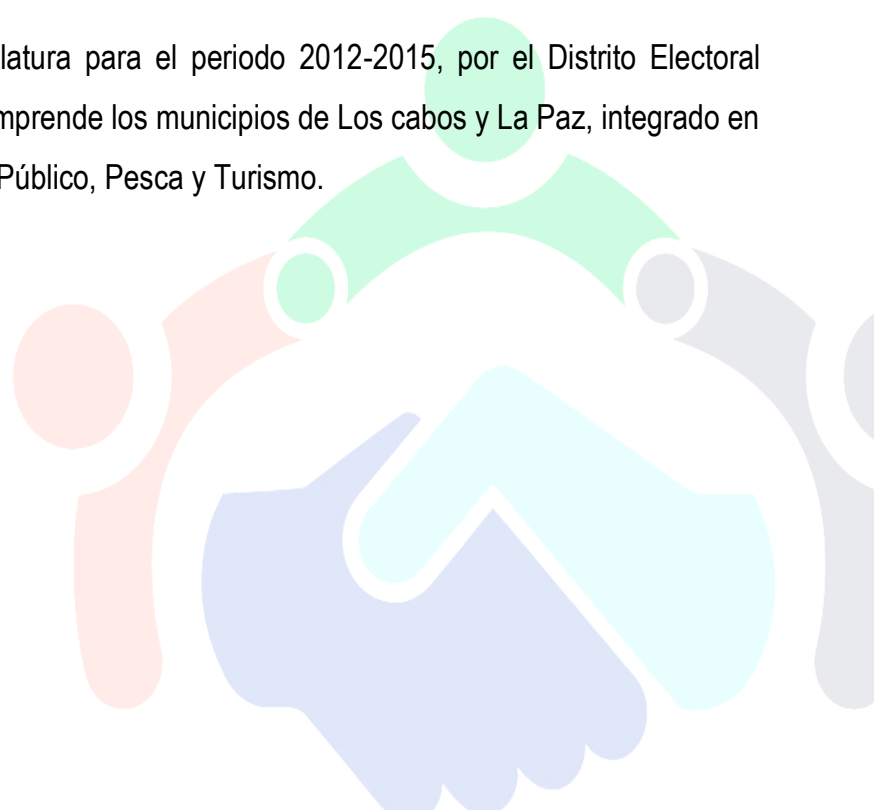 latura para el periodo 2012-2015, por el Distrito Electoral
mprende los municipios de Los cabos y La Paz, integrado en
Público, Pesca y Turismo.